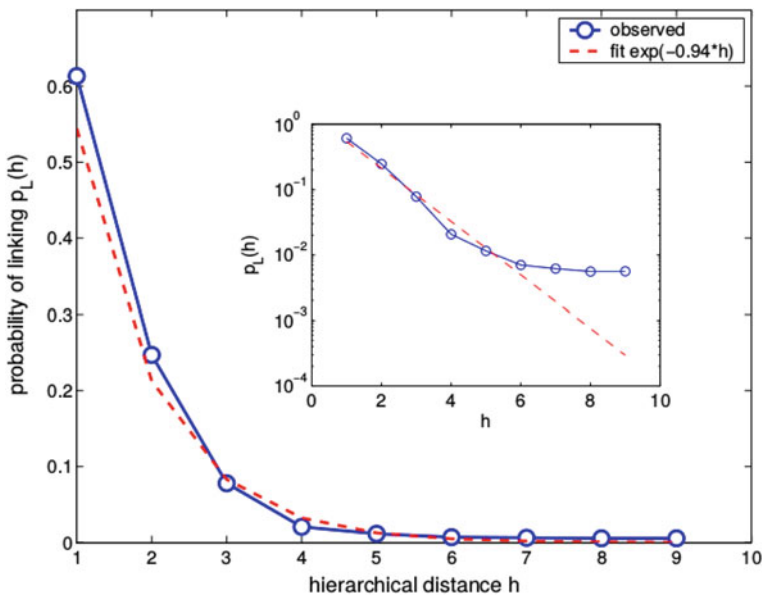 observed
fit exp(−0.94*h)
probability of linking p_L(h)
0.6
0.5
0.4
0.3
0.2
0.1
0
1 2 3 4 5 6 7 8 9 10
hierarchical distance h
p_L(h)
10^0
10^-1
10^-2
10^-3
10^-4
0 2 4 6 8 10
h